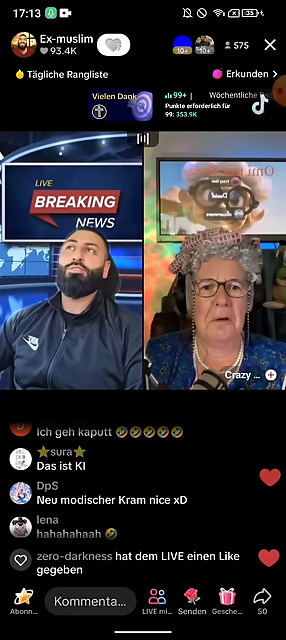 17:13
35
Ex-muslim
93.4K
575
Tägliche Rangliste
Vielen Dank
99+ |
Wöchentliche
Punkte erforderlich für
99: 353.9K
Erkunden >
LIVE
BREAKING
NEWS
Crazy ...
Ich geh kaputt 🤣🤣🤣🤣🤣
⭐sura⭐
Das ist KI
DpS
Neu modischer Kram nice xD
lena
hahahahaah 🤣
zero-darkness hat dem LIVE einen Like
gegeben
Abonn...
Kommenta...
LIVE mi...
Senden
Gesche...
50